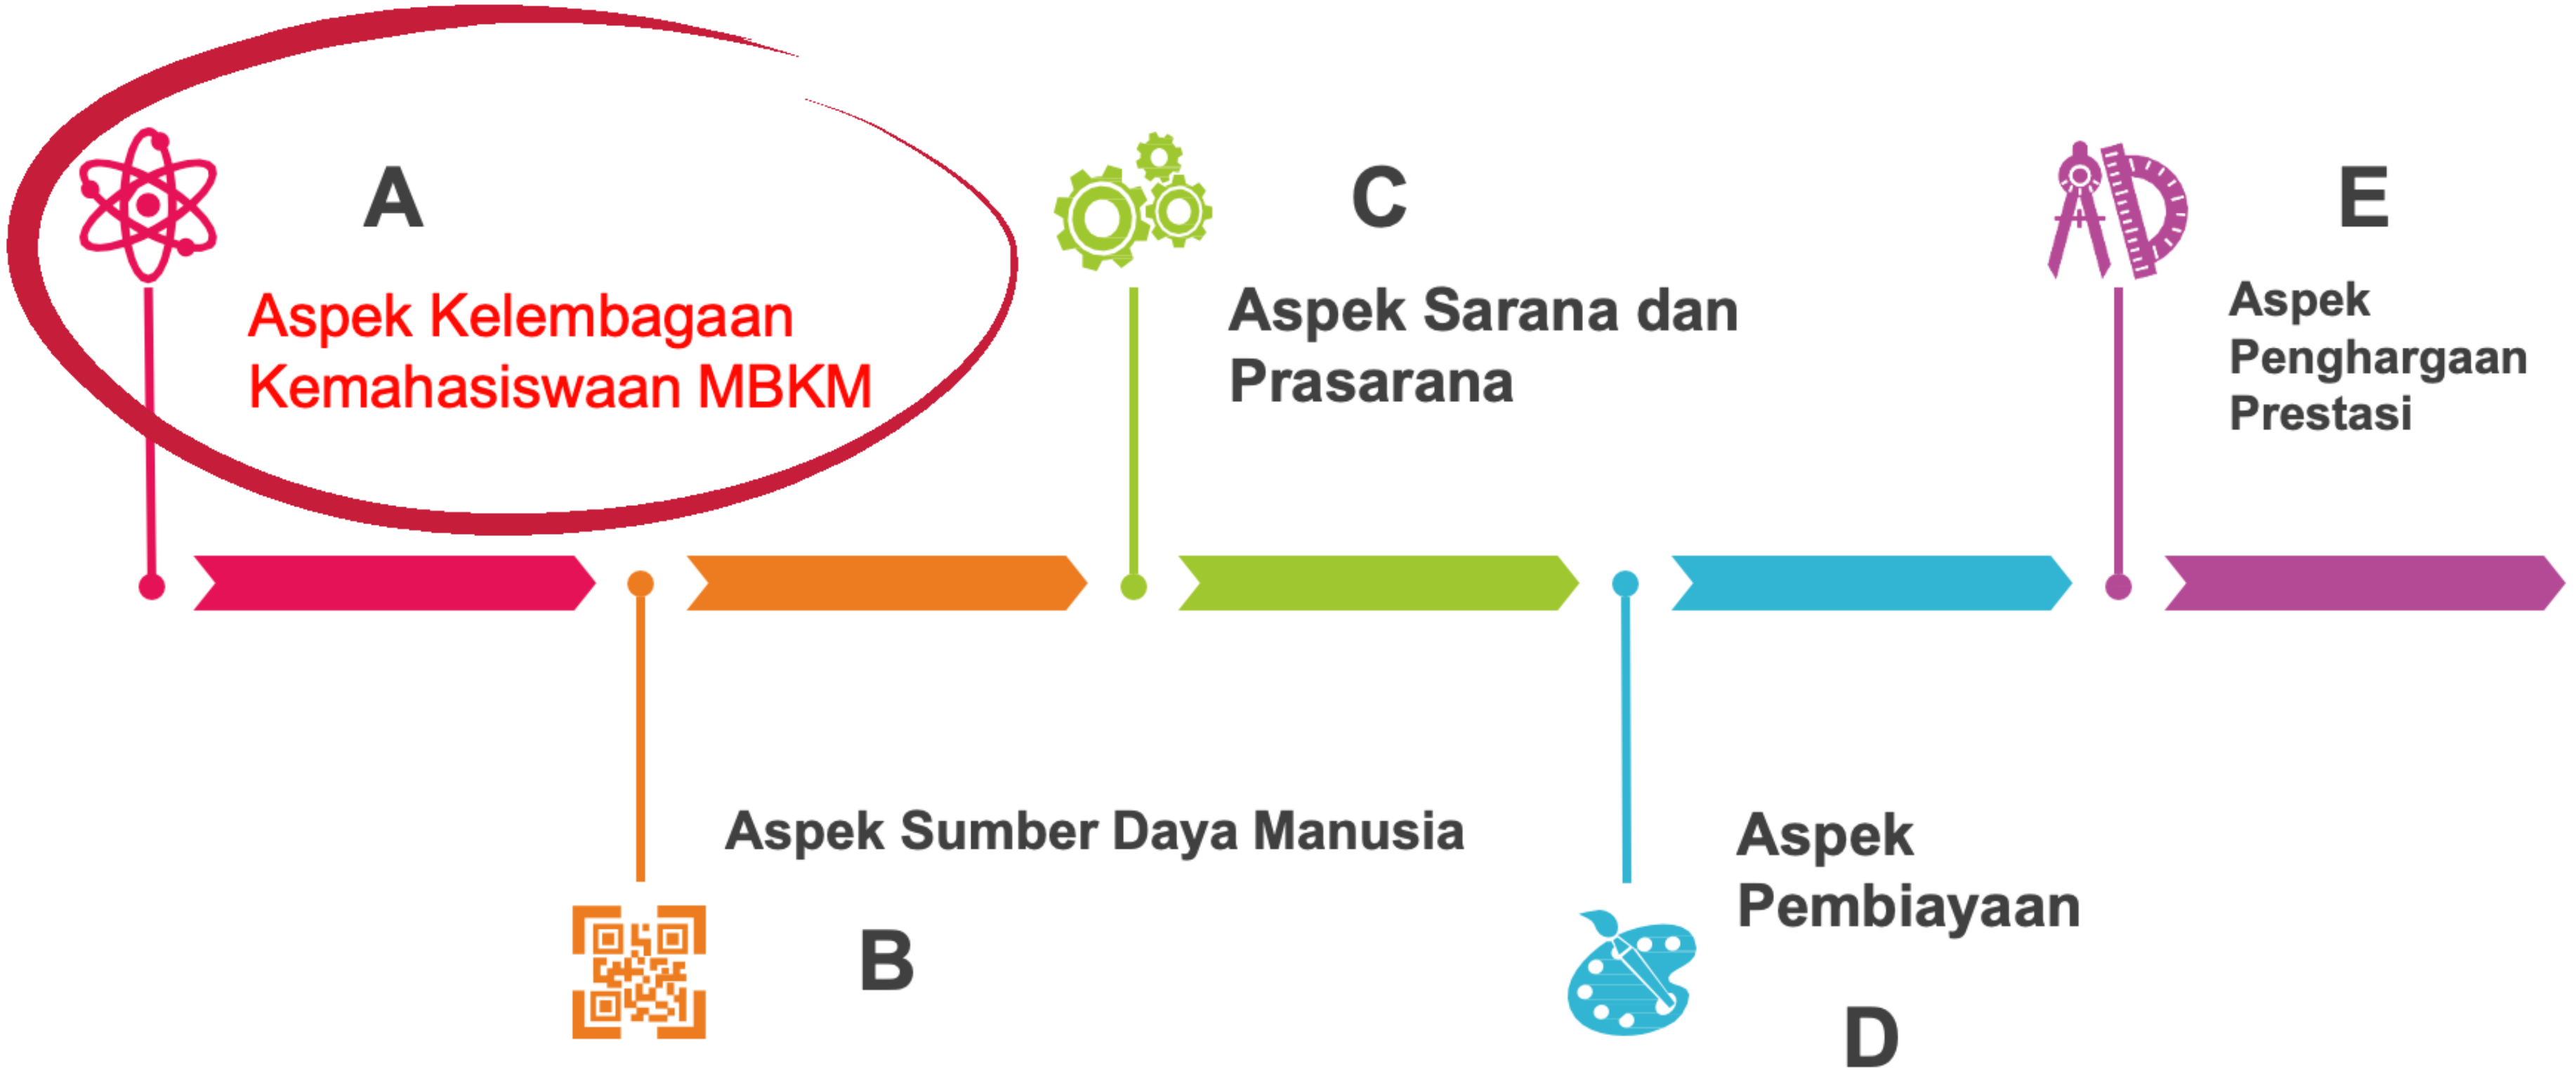 A
Aspek Kelembagaan
Kemahasiswaan MBKM
C
Aspek Sarana dan
Prasarana
E
Aspek
Penghargaan
Prestasi
Aspek Sumber Daya Manusia
B
Aspek
Pembiayaan
D